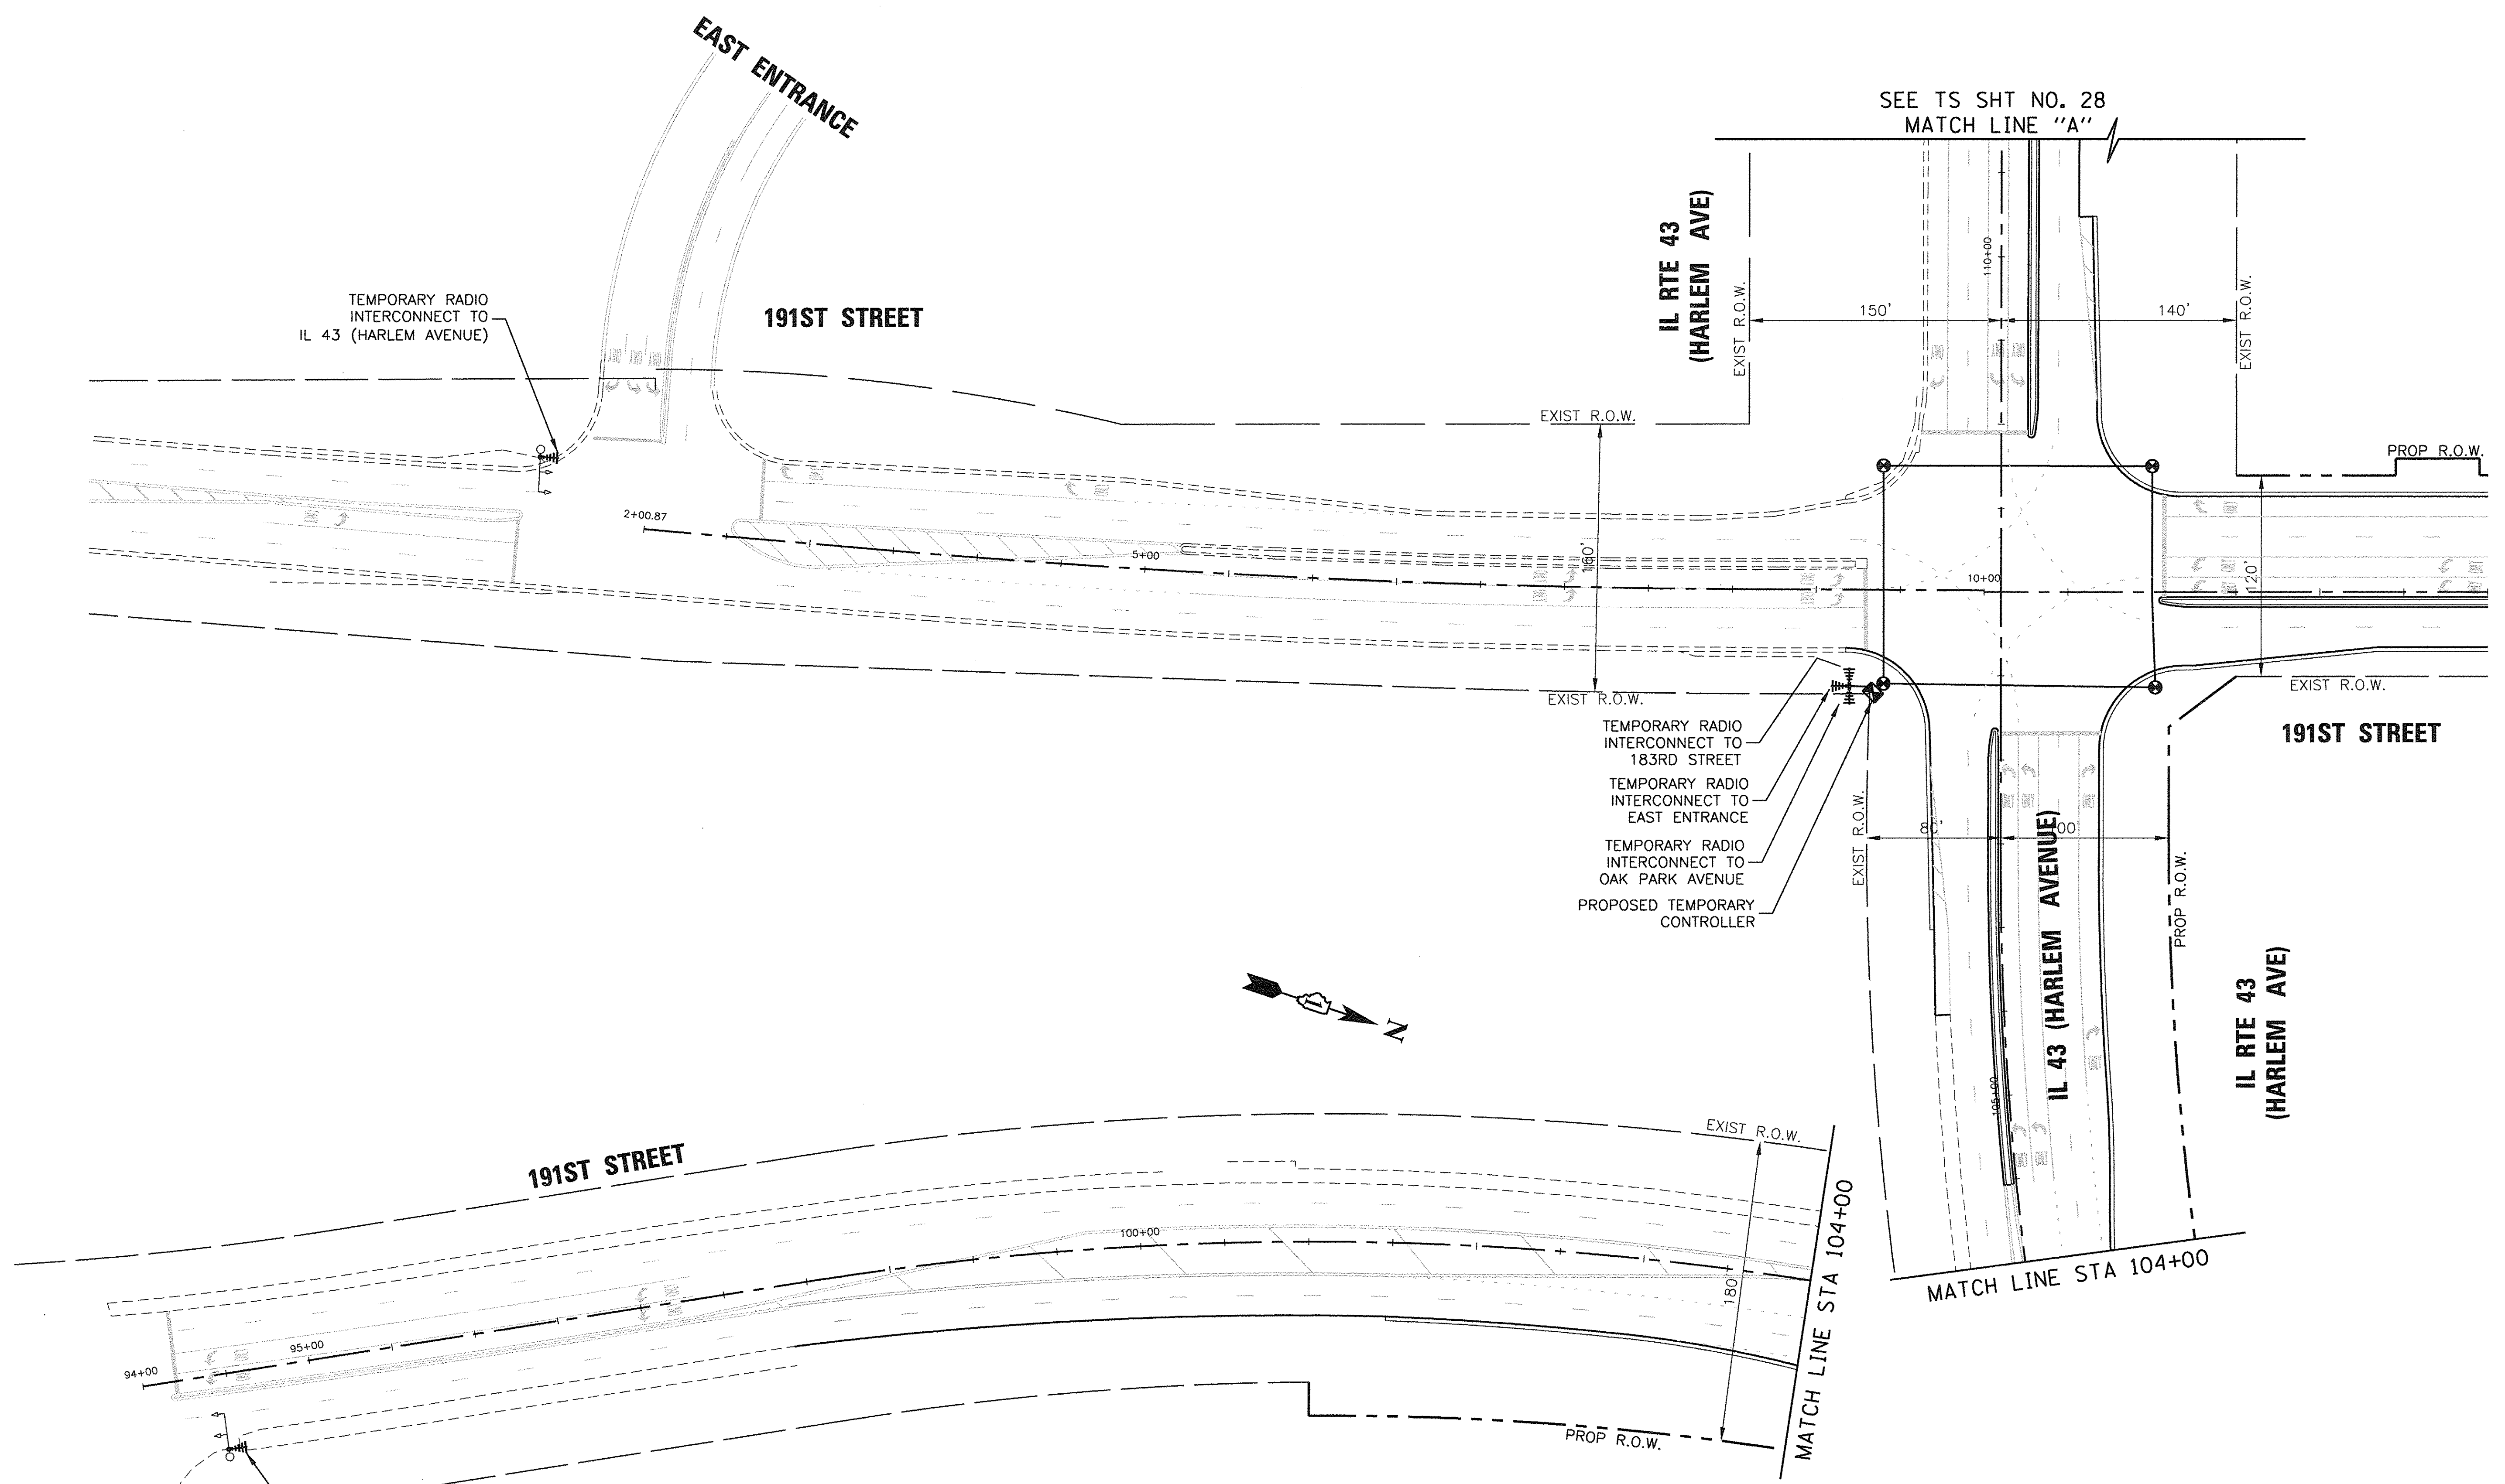 EAST ENTRANCE
SEE TS SHT NO. 28
MATCH LINE "A"
IL RTE 43
(HARLEM AVE)
EXIST R.O.W.
110+00
150'
140'
EXIST R.O.W.
TEMPORARY RADIO
INTERCONNECT TO
IL 43 (HARLEM AVENUE)
191ST STREET
EXIST R.O.W.
PROP R.O.W.
2+00.87
5+00
160'
10+00
120'
EXIST R.O.W.
EXIST R.O.W.
191ST STREET
TEMPORARY RADIO
INTERCONNECT TO
183RD STREET
TEMPORARY RADIO
INTERCONNECT TO
EAST ENTRANCE
TEMPORARY RADIO
INTERCONNECT TO
OAK PARK AVENUE
PROPOSED TEMPORARY
CONTROLLER
EXIST R.O.W.
80'
100'
IL 43 (HARLEM AVENUE)
PROP R.O.W.
IL RTE 43
(HARLEM AVE)
105+00
N
191ST STREET
EXIST R.O.W.
100+00
180'
MATCH LINE STA 104+00
MATCH LINE STA 104+00
94+00
95+00
PROP R.O.W.